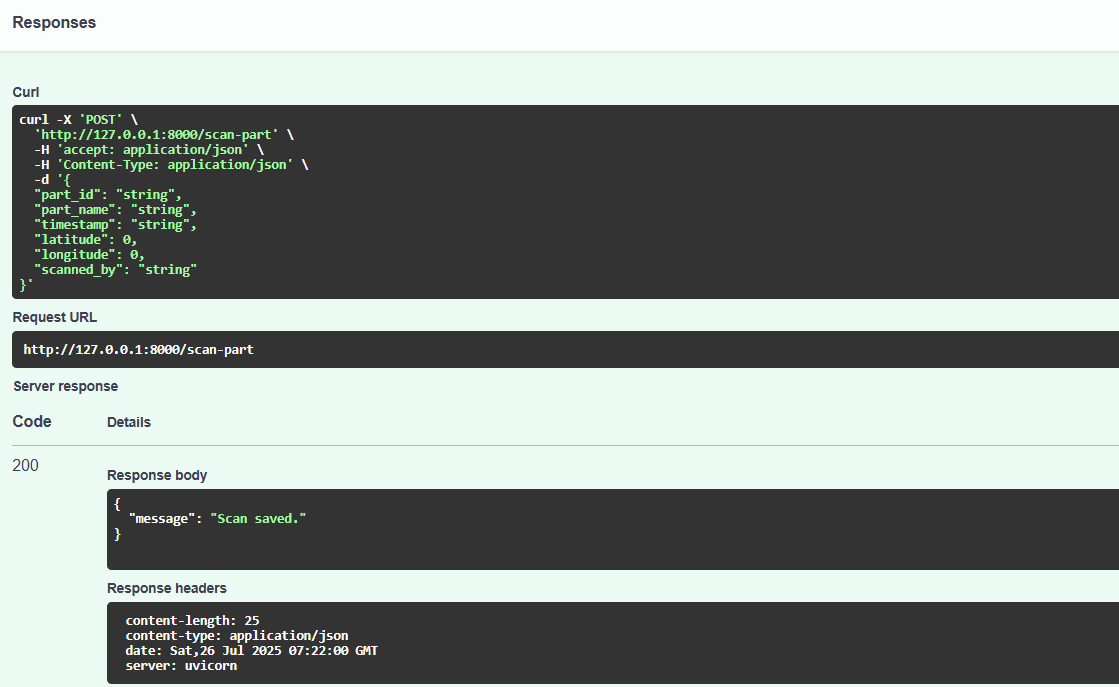 Responses
Curl
curl -X 'POST' \
  'http://127.0.0.1:8000/scan-part' \
  -H 'accept: application/json' \
  -H 'Content-Type: application/json' \
  -d '{
  "part_id": "string",
  "part_name": "string",
  "timestamp": "string",
  "latitude": 0,
  "longitude": 0,
  "scanned_by": "string"
}'
Request URL
http://127.0.0.1:8000/scan-part
Server response
Code Details
200
Response body
{
  "message": "Scan saved."
}
Response headers
content-length: 25
content-type: application/json
date: Sat,26 Jul 2025 07:22:00 GMT
server: uvicorn